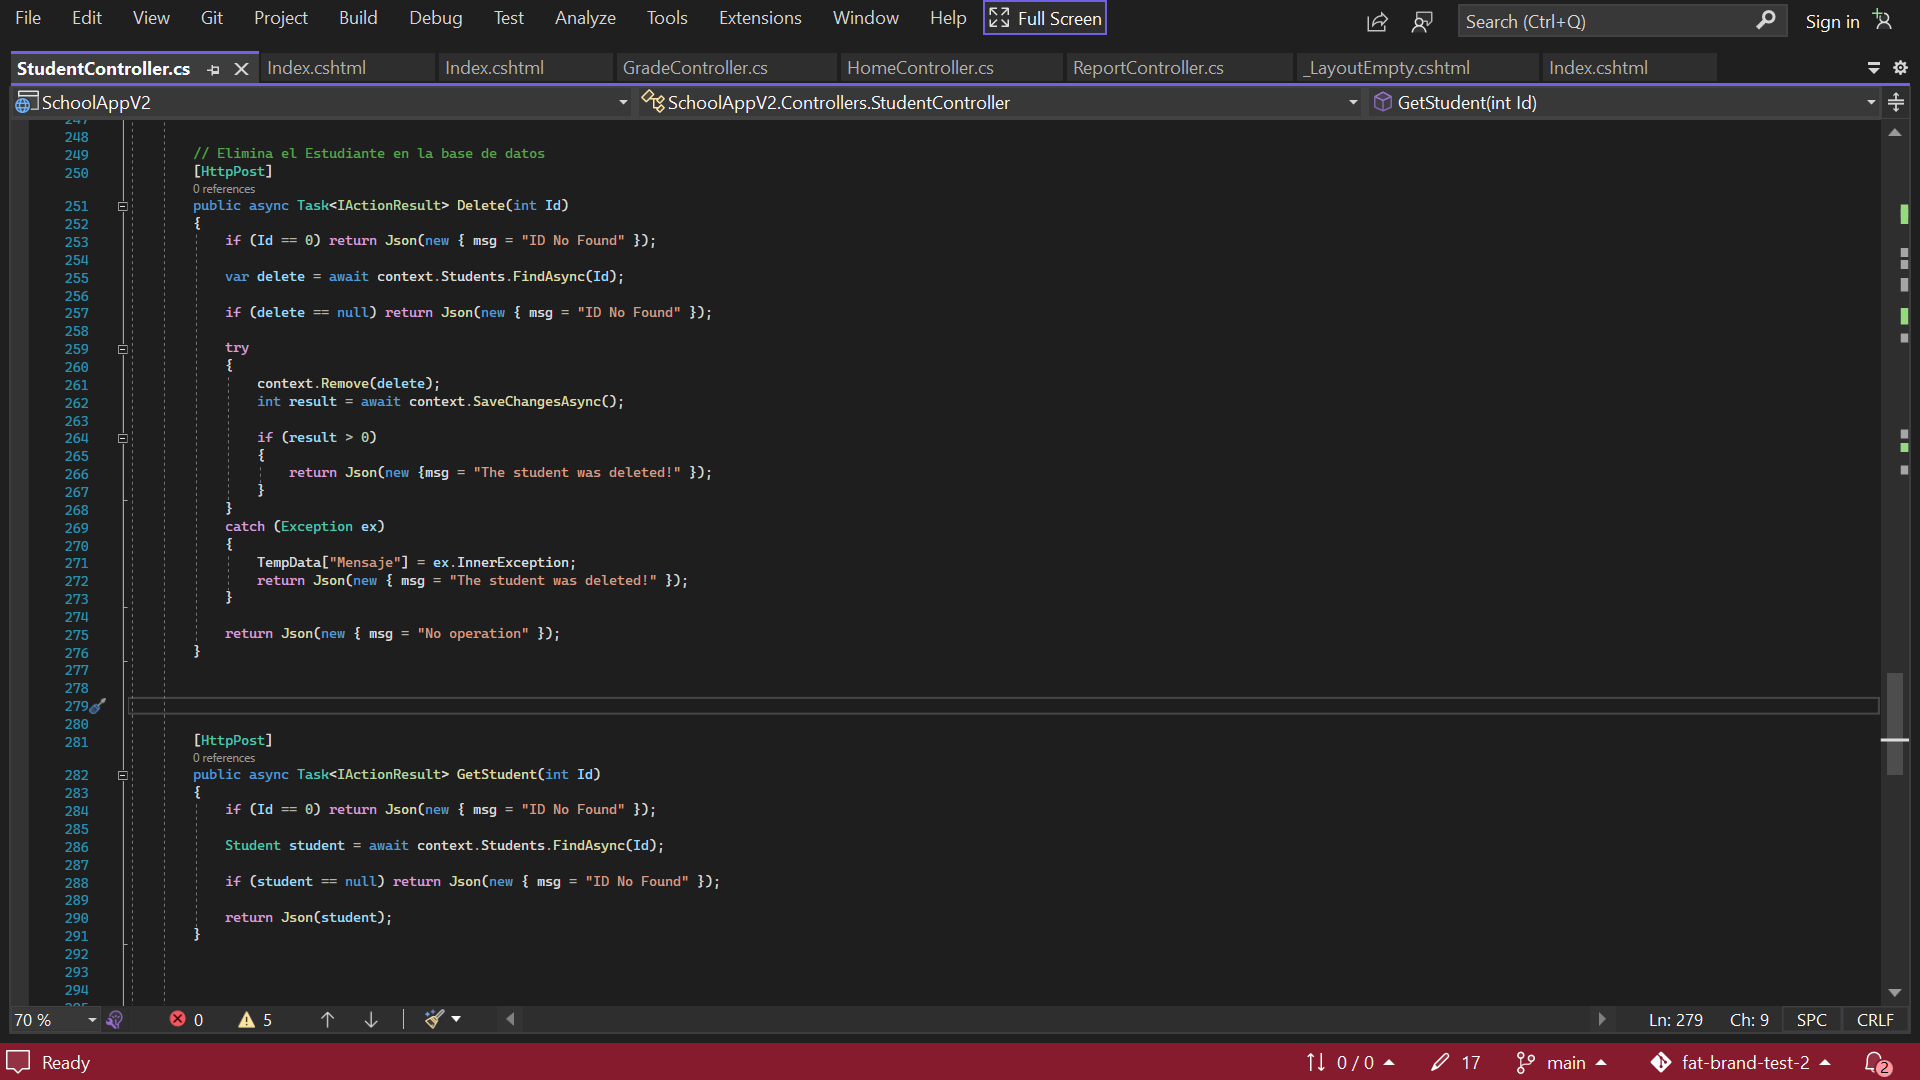 File Edit View Git Project Build Debug Test Analyze Tools Extensions Window Help Full Screen Search (Ctrl+Q) Sign in
StudentController.cs Index.cshtml Index.cshtml GradeController.cs HomeController.cs ReportController.cs _LayoutEmpty.cshtml Index.cshtml
SchoolAppV2 SchoolAppV2.Controllers.StudentController GetStudent(int Id)
247
248
249 // Elimina el Estudiante en la base de datos
250 [HttpPost]
0 references
251 public async Task<IActionResult> Delete(int Id)
252 {
253 if (Id == 0) return Json(new { msg = "ID No Found" });
254
255 var delete = await context.Students.FindAsync(Id);
256
257 if (delete == null) return Json(new { msg = "ID No Found" });
258
259 try
260 {
261 context.Remove(delete);
262 int result = await context.SaveChangesAsync();
263
264 if (result > 0)
265 {
266 return Json(new {msg = "The student was deleted!" });
267 }
268 }
269 catch (Exception ex)
270 {
271 TempData["Mensaje"] = ex.InnerException;
272 return Json(new { msg = "The student was deleted!" });
273 }
274
275 return Json(new { msg = "No operation" });
276 }
277
278
279
280
281 [HttpPost]
0 references
282 public async Task<IActionResult> GetStudent(int Id)
283 {
284 if (Id == 0) return Json(new { msg = "ID No Found" });
285
286 Student student = await context.Students.FindAsync(Id);
287
288 if (student == null) return Json(new { msg = "ID No Found" });
289
290 return Json(student);
291 }
292
293
294
295
70 % 0 5 Ln: 279 Ch: 9 SPC CRLF
Ready 0 / 0 17 main fat-brand-test-2 2